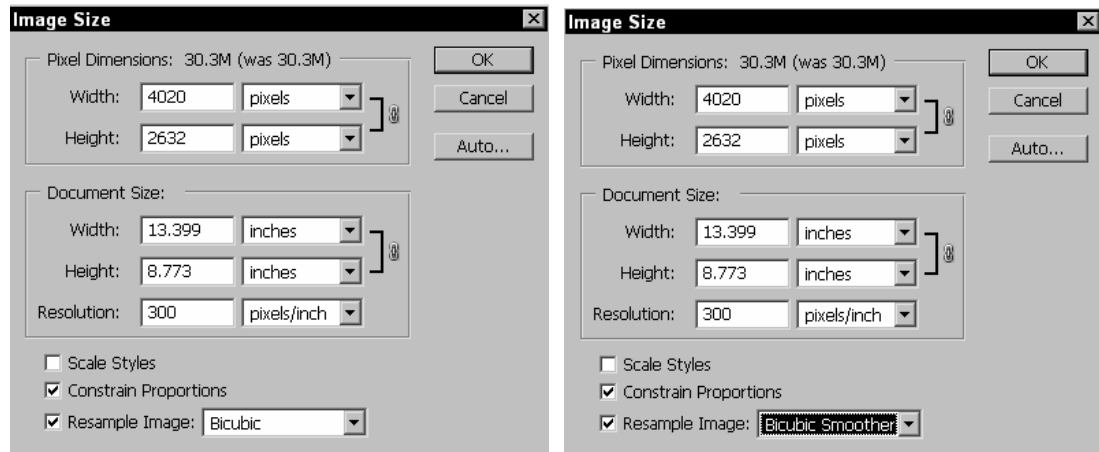 Image Size
Pixel Dimensions: 30.3M (was 30.3M)
OK
Width: 4020 pixels
Cancel
Height: 2632 pixels
Auto...
Document Size:
Width: 13.399 inches
Height: 8.773 inches
Resolution: 300 pixels/inch
Scale Styles
Constrain Proportions
Resample Image: Bicubic
Image Size
Pixel Dimensions: 30.3M (was 30.3M)
OK
Width: 4020 pixels
Cancel
Height: 2632 pixels
Auto...
Document Size:
Width: 13.399 inches
Height: 8.773 inches
Resolution: 300 pixels/inch
Scale Styles
Constrain Proportions
Resample Image: Bicubic Smoother